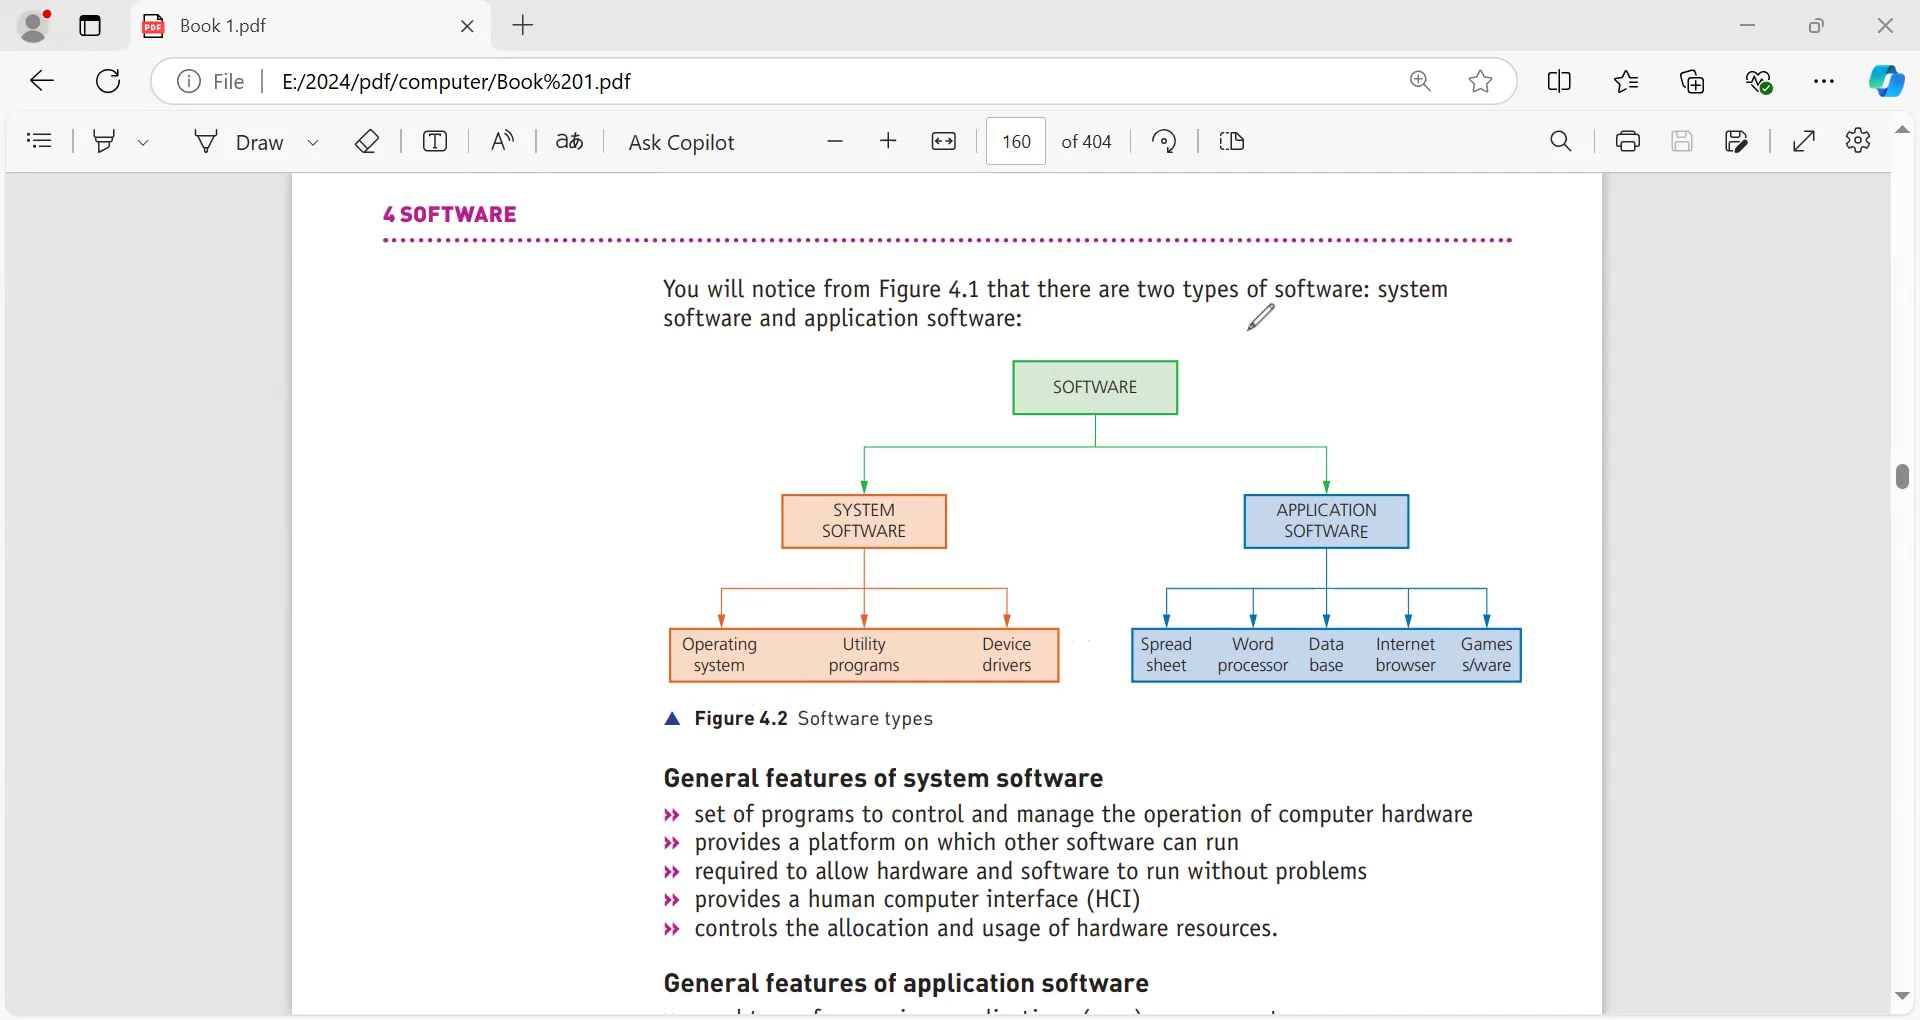 Book 1.pdf
File
E:/2024/pdf/computer/Book%201.pdf
Draw
Ask Copilot
160
of 404
4 SOFTWARE
You will notice from Figure 4.1 that there are two types of software: system
software and application software:
SOFTWARE
SYSTEM
SOFTWARE
APPLICATION
SOFTWARE
Operating
system
Utility
programs
Device
drivers
Spread
sheet
Word
processor
Data
base
Internet
browser
Games
s/ware
▲ Figure 4.2 Software types
General features of system software
» set of programs to control and manage the operation of computer hardware
» provides a platform on which other software can run
» required to allow hardware and software to run without problems
» provides a human computer interface (HCI)
» controls the allocation and usage of hardware resources.
General features of application software